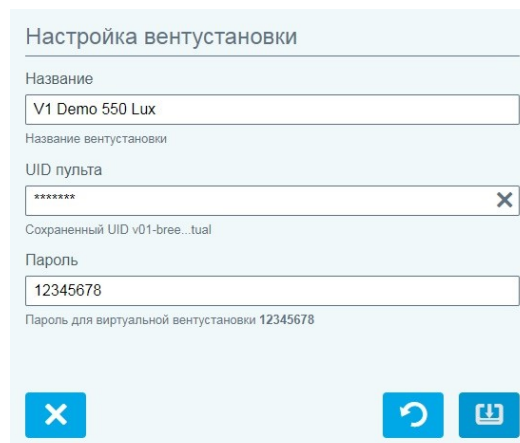 Настройка вентустановки
Название
V1 Demo 550 Lux
Название вентустановки
UID пульта
*******
Сохраненный UID v01-bree...tual
Пароль
12345678
Пароль для виртуальной вентустановки 12345678